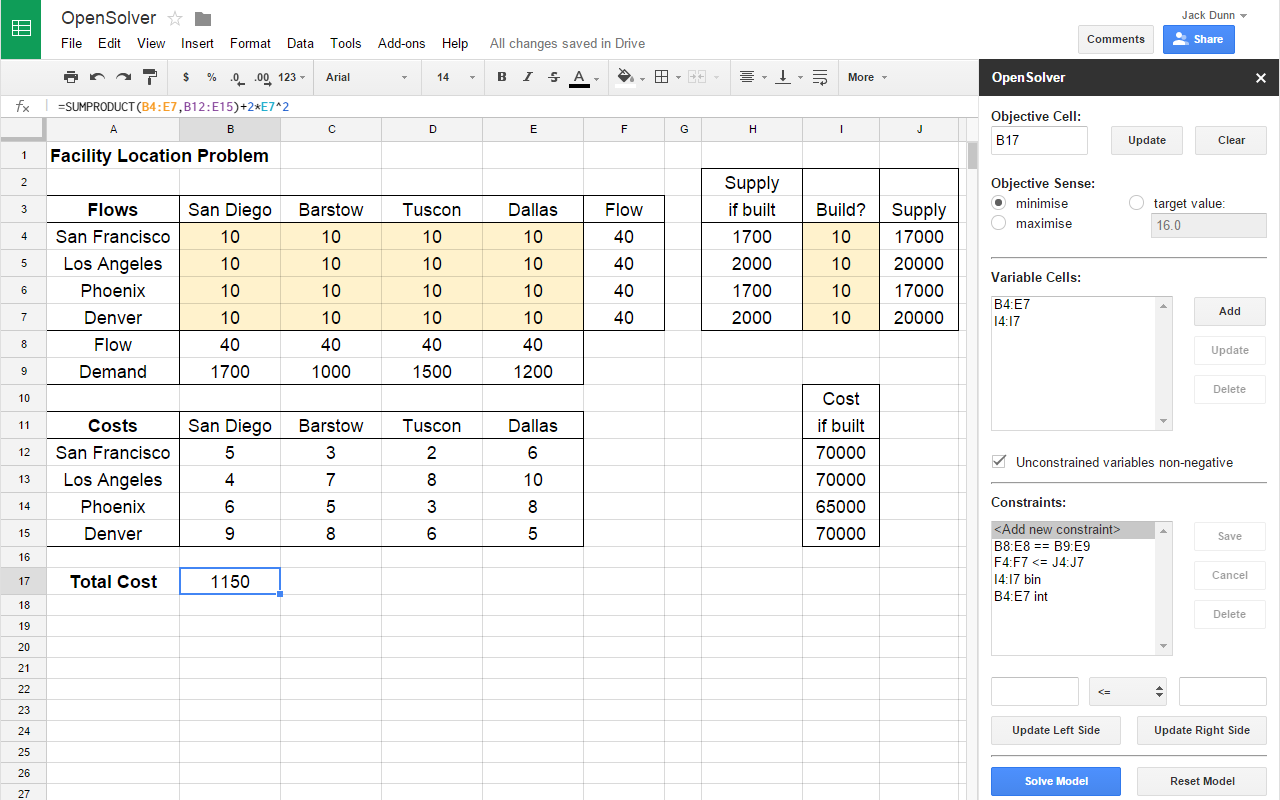 OpenSolver
Jack Dunn
File Edit View Insert Format Data Tools Add-ons Help All changes saved in Drive
Comments Share
$ % .0 .00 123 Arial 14 B I S A More
OpenSolver
fx =SUMPRODUCT(B4:E7,B12:E15)+2*E7^2
A B C D E F G H I J
1 Facility Location Problem
2 Supply
3 Flows San Diego Barstow Tuscon Dallas Flow if built Build? Supply
4 San Francisco 10 10 10 10 40 1700 10 17000
5 Los Angeles 10 10 10 10 40 2000 10 20000
6 Phoenix 10 10 10 10 40 1700 10 17000
7 Denver 10 10 10 10 40 2000 10 20000
8 Flow 40 40 40 40
9 Demand 1700 1000 1500 1200
10 Cost
11 Costs San Diego Barstow Tuscon Dallas if built
12 San Francisco 5 3 2 6 70000
13 Los Angeles 4 7 8 10 70000
14 Phoenix 6 5 3 8 65000
15 Denver 9 8 6 5 70000
16
17 Total Cost 1150
18
19
20
21
22
23
24
25
26
27
Objective Cell:
B17 Update Clear
Objective Sense:
minimise target value:
maximise 16.0
Variable Cells:
B4:E7
I4:I7
Add
Update
Delete
Unconstrained variables non-negative
Constraints:
<Add new constraint>
B8:E8 == B9:E9
F4:F7 <= J4:J7
I4:I7 bin
B4:E7 int
Save
Cancel
Delete
<=
Update Left Side Update Right Side
Solve Model Reset Model